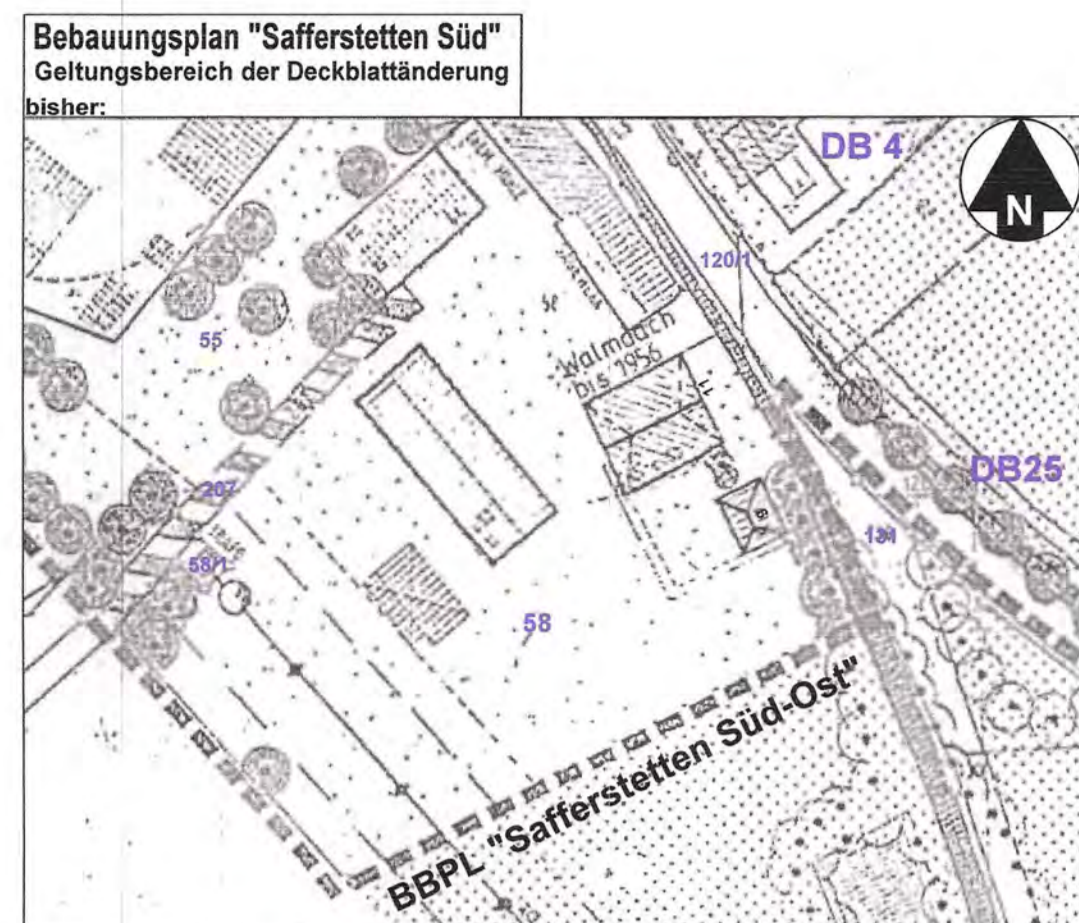 Bebauungsplan "Safferstetten Süd"
Geltungsbereich der Deckblattänderung
bisher:
DB 4
N
120/1
55
Walmdach
bis 1956
11
DB25
207
58/1
131
58
BBPL "Safferstetten Süd-Ost"